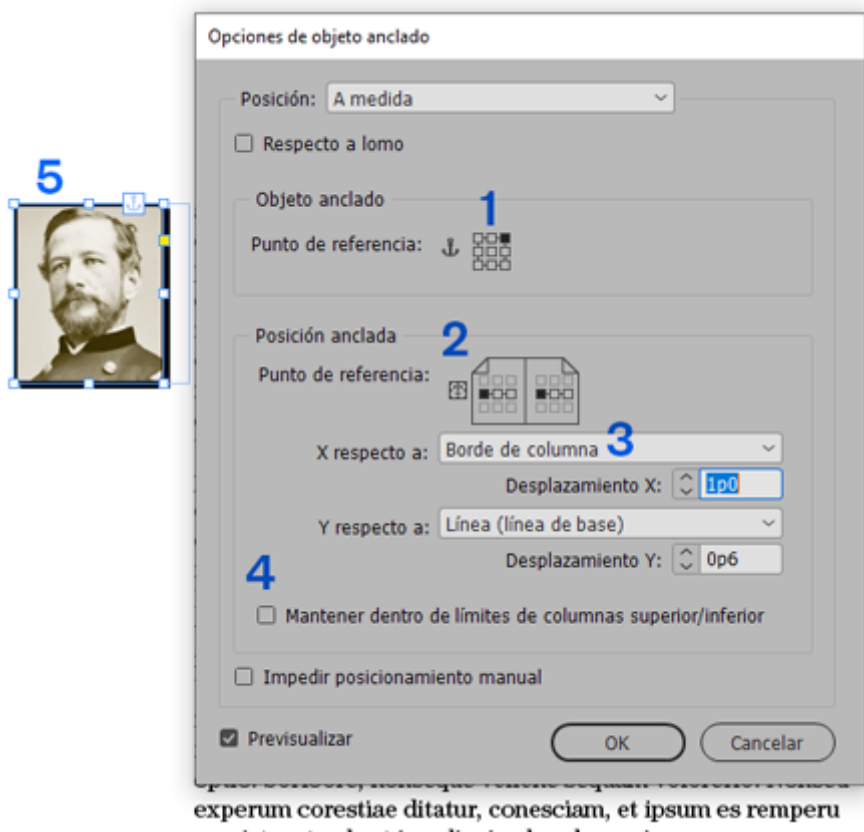 Opciones de objeto anclado
Posición: A medida
Respecto a lomo
5
Objeto anclado
1
Punto de referencia:
Posición anclada
2
Punto de referencia:
3
X respecto a: Borde de columna
Desplazamiento X: 1p0
Y respecto a: Línea (línea de base)
Desplazamiento Y: 0p6
4
Mantener dentro de límites de columnas superior/inferior
Impedir posicionamiento manual
Previsualizar
OK
Cancelar
experum corestiae ditatur, conesciam, et ipsum es remperu